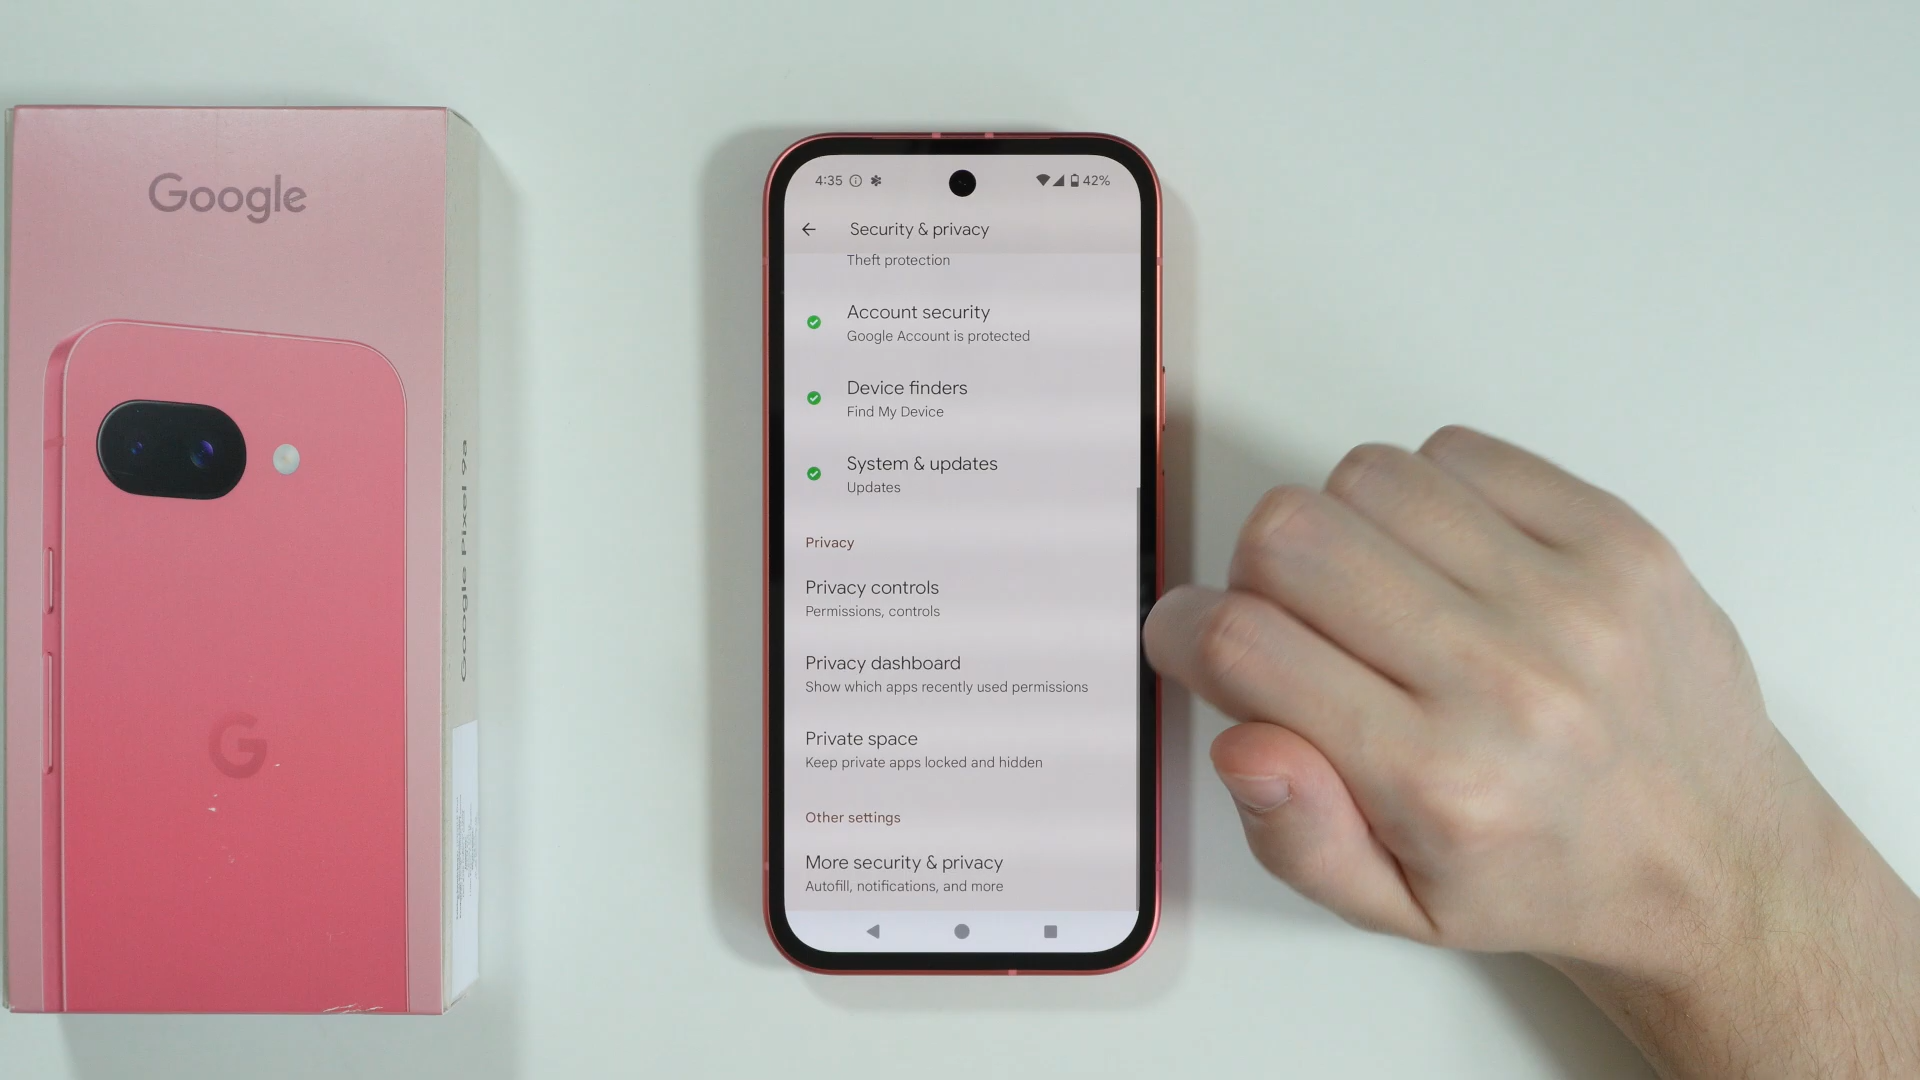 Google
Google Pixel 9a
4:35
42%
Security & privacy
Theft protection
Account security
Google Account is protected
Device finders
Find My Device
System & updates
Updates
Privacy
Privacy controls
Permissions, controls
Privacy dashboard
Show which apps recently used permissions
Private space
Keep private apps locked and hidden
Other settings
More security & privacy
Autofill, notifications, and more